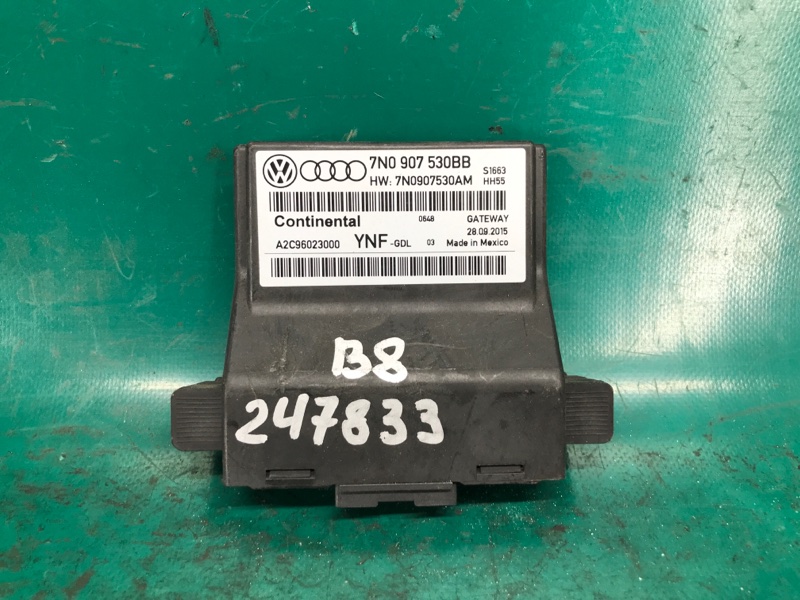 7N0 907 530BB
HW: 7N0907530AM
S1663
HH55
Continental
0648
GATEWAY
28.09.2015
A2C96023000
YNF -GDL
03
Made in Mexico
B8
247833